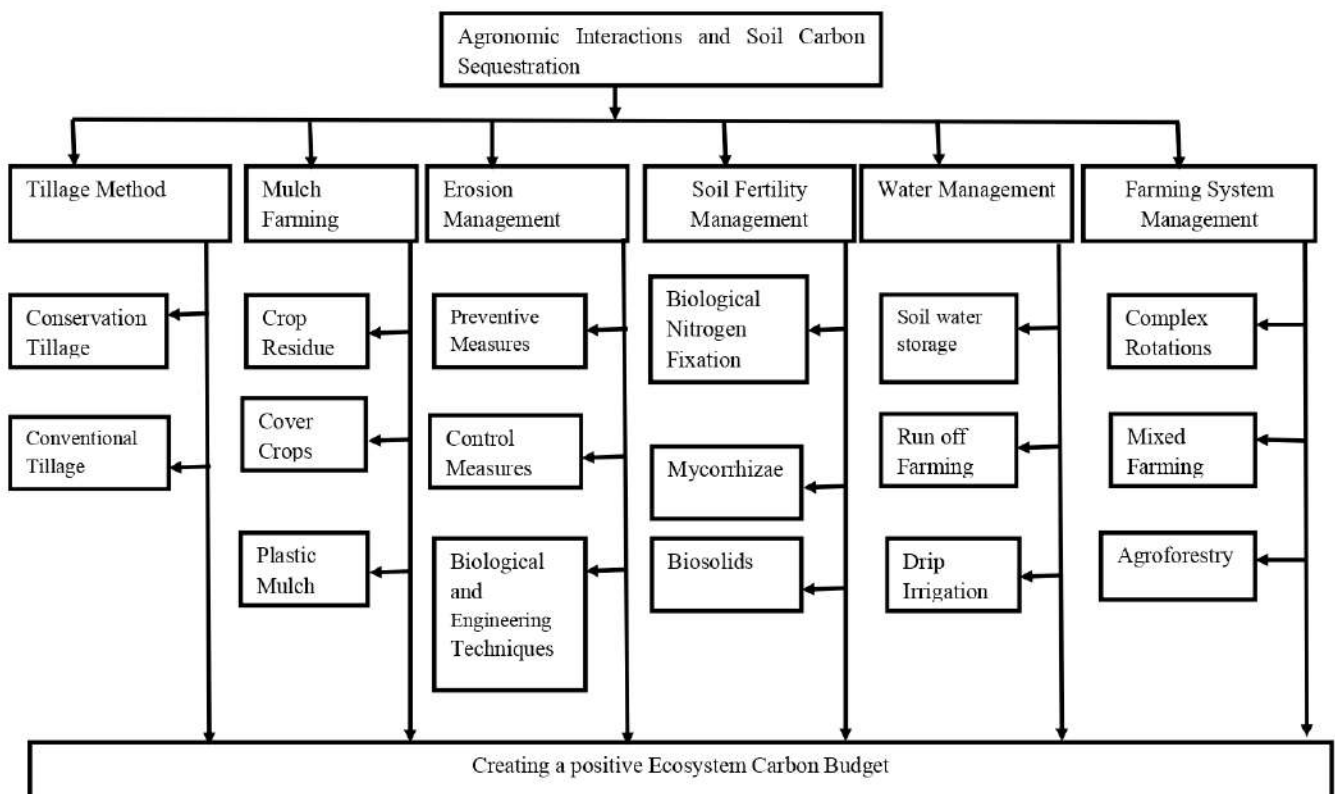 Agronomic Interactions and Soil Carbon
Sequestration
Tillage Method
Mulch
Farming
Erosion
Management
Soil Fertility
Management
Water Management
Farming System
Management
Conservation
Tillage
Conventional
Tillage
Crop
Residue
Cover
Crops
Plastic
Mulch
Preventive
Measures
Control
Measures
Biological
and
Engineering
Techniques
Biological
Nitrogen
Fixation
Mycorrhizae
Biosolids
Soil water
storage
Run off
Farming
Drip
Irrigation
Complex
Rotations
Mixed
Farming
Agroforestry
Creating a positive Ecosystem Carbon Budget